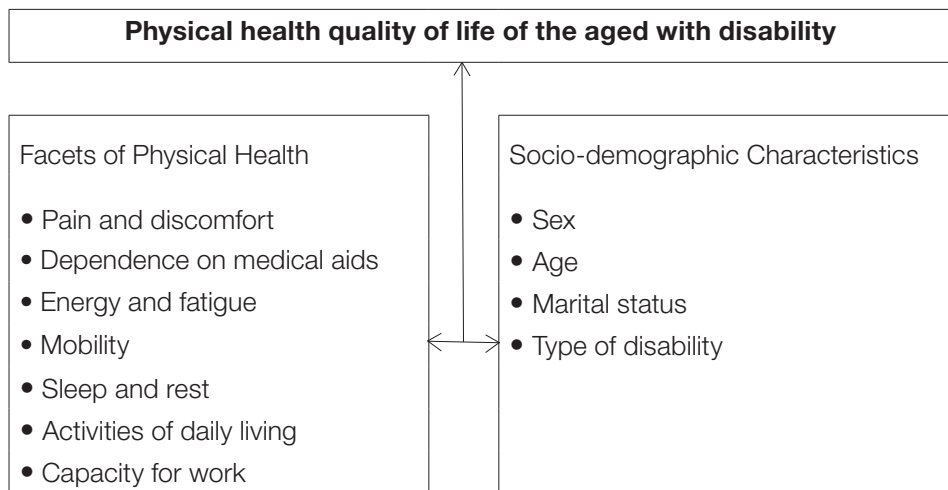 Physical health quality of life of the aged with disability
Facets of Physical Health
• Pain and discomfort
• Dependence on medical aids
• Energy and fatigue
• Mobility
• Sleep and rest
• Activities of daily living
• Capacity for work
Socio-demographic Characteristics
• Sex
• Age
• Marital status
• Type of disability